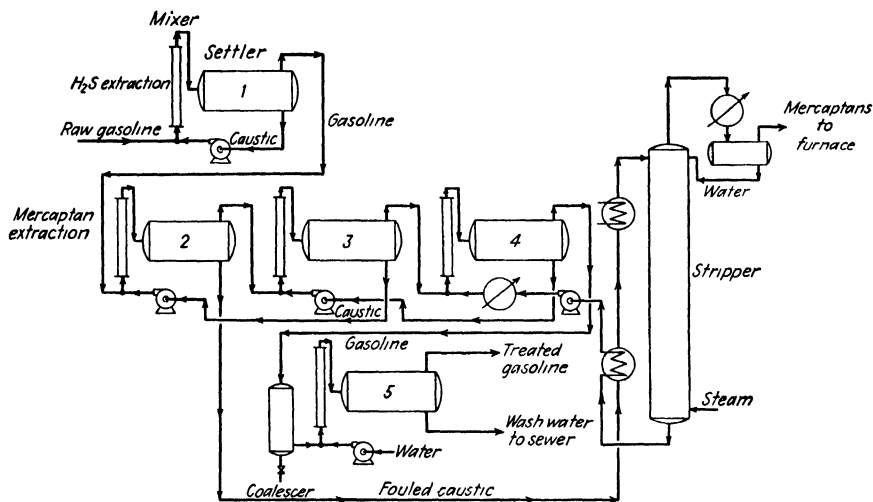 Mixer
Settler
H₂S extraction
1
Raw gasoline
Caustic
Gasoline
Mercaptans
to
furnace
Water
Mercaptan
extraction
2
3
4
Stripper
Caustic
Gasoline
Treated
gasoline
5
Steam
Wash water
to sewer
Water
Coalescer
Fouled caustic